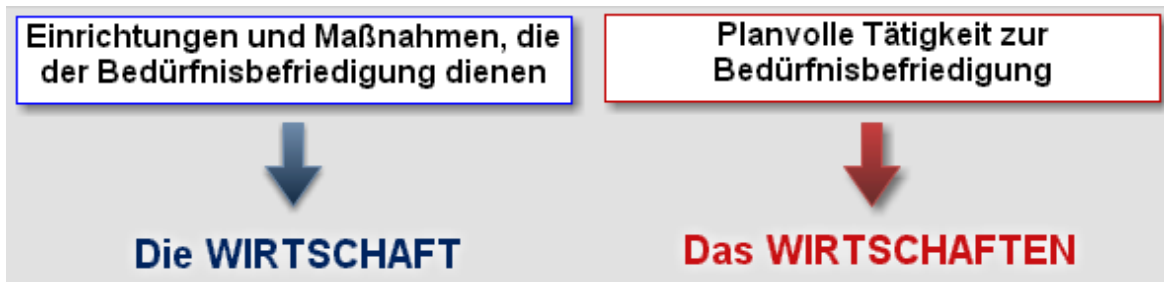 Einrichtungen und Maßnahmen, die
der Bedürfnisbefriedigung dienen
Die WIRTSCHAFT
Planvolle Tätigkeit zur
Bedürfnisbefriedigung
Das WIRTSCHAFTEN